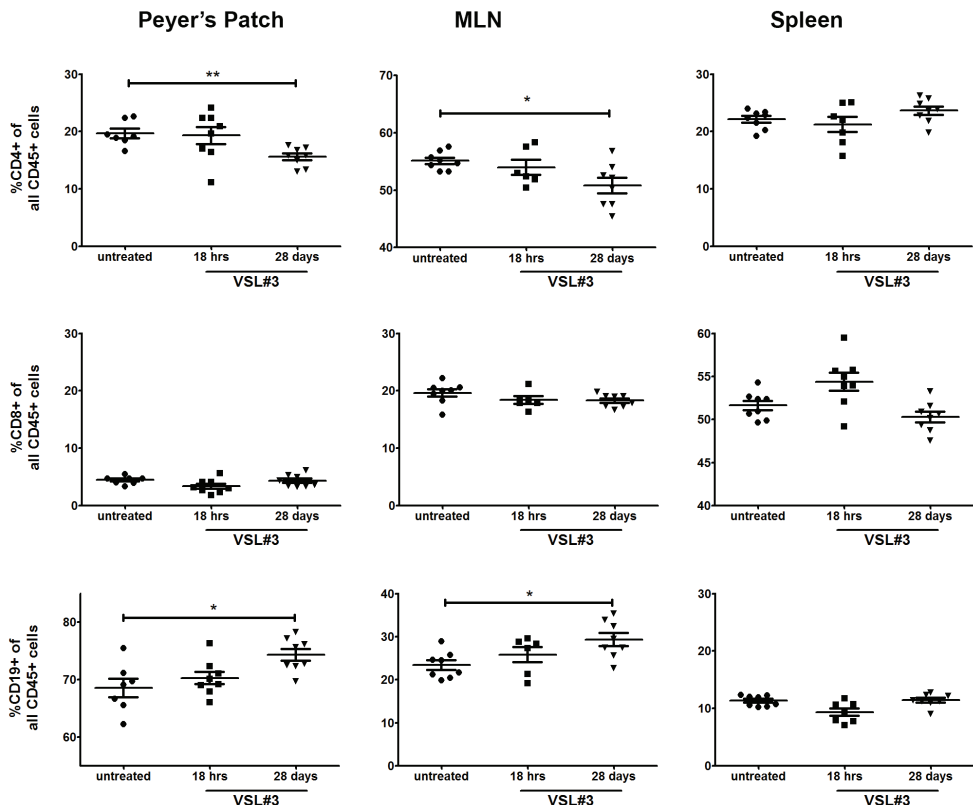 Peyer's Patch
MLN
Spleen
%CD4+ of
all CD45+ cells
30
20
10
0
**
untreated
18 hrs
28 days
VSL#3
70
60
50
40
*
untreated
18 hrs
28 days
VSL#3
30
20
10
0
untreated
18 hrs
28 days
VSL#3
%CD8+ of
all CD45+ cells
30
20
10
0
untreated
18 hrs
28 days
VSL#3
30
20
10
0
untreated
18 hrs
28 days
VSL#3
60
55
50
45
40
untreated
18 hrs
28 days
VSL#3
%CD19+ of
all CD45+ cells
80
70
60
*
untreated
18 hrs
28 days
VSL#3
40
30
20
10
0
*
untreated
18 hrs
28 days
VSL#3
30
20
10
0
untreated
18 hrs
28 days
VSL#3